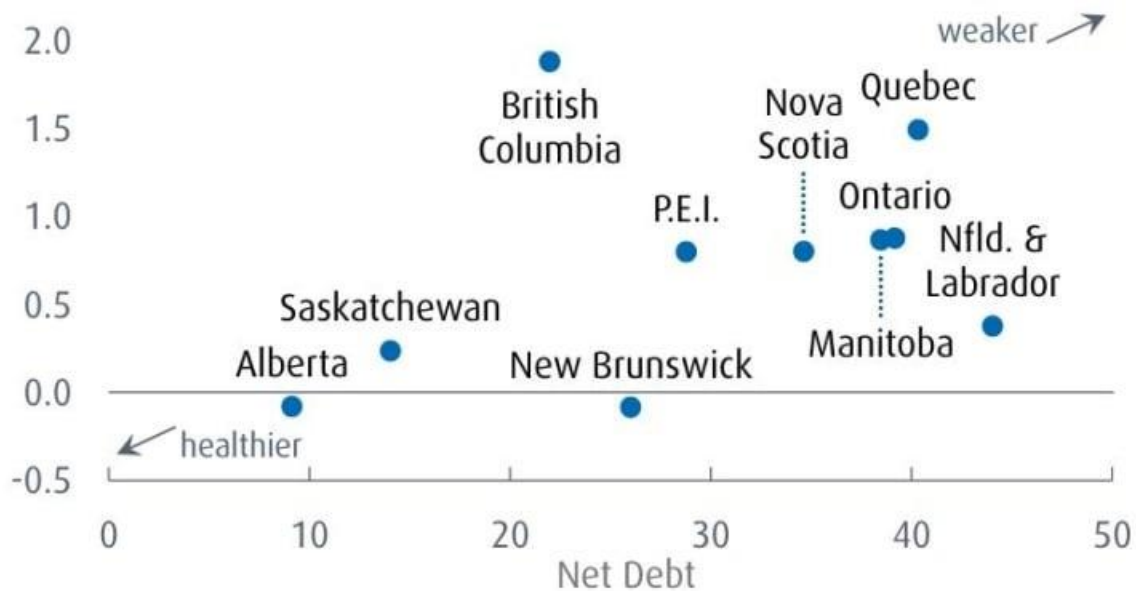 weaker
2.0
Quebec
Nova
Scotia
British
Columbia
1.5
Ontario
P.E.I.
1.0
Nfld. &
Labrador
Saskatchewan
0.5
Manitoba
Alberta
New Brunswick
0.0
healthier
-0.5
0 10 20 30 40 50
Net Debt